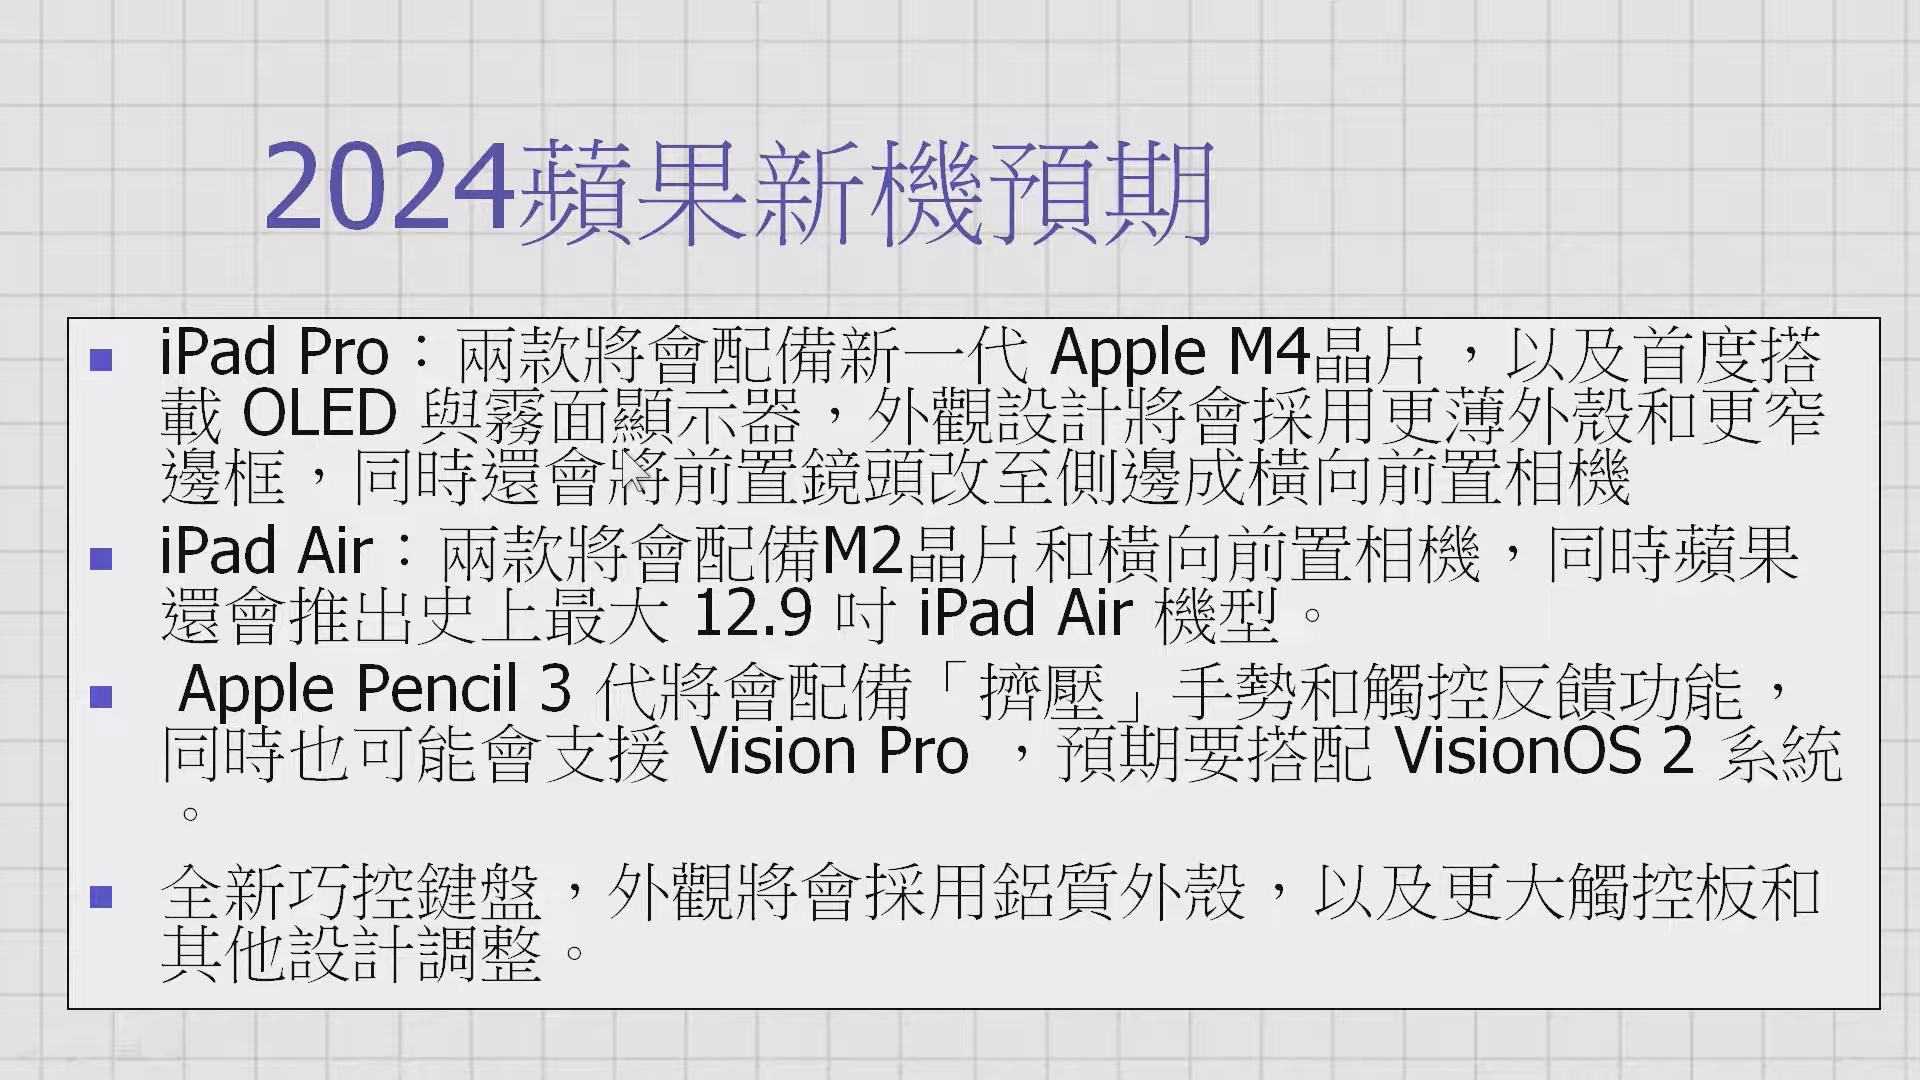 2024蘋果新機預期
iPad Pro：兩款將會配備新一代 Apple M4晶片，以及首度搭
載 OLED 與霧面顯示器，外觀設計將會採用更薄外殼和更窄
邊框，同時還會將前置鏡頭改至側邊成橫向前置相機
iPad Air：兩款將會配備M2晶片和橫向前置相機，同時蘋果
還會推出史上最大 12.9 吋 iPad Air 機型。
Apple Pencil 3 代將會配備「擠壓」手勢和觸控反饋功能，
同時也可能會支援 Vision Pro ，預期要搭配 VisionOS 2 系統
。
全新巧控鍵盤，外觀將會採用鋁質外殼，以及更大觸控板和
其他設計調整。